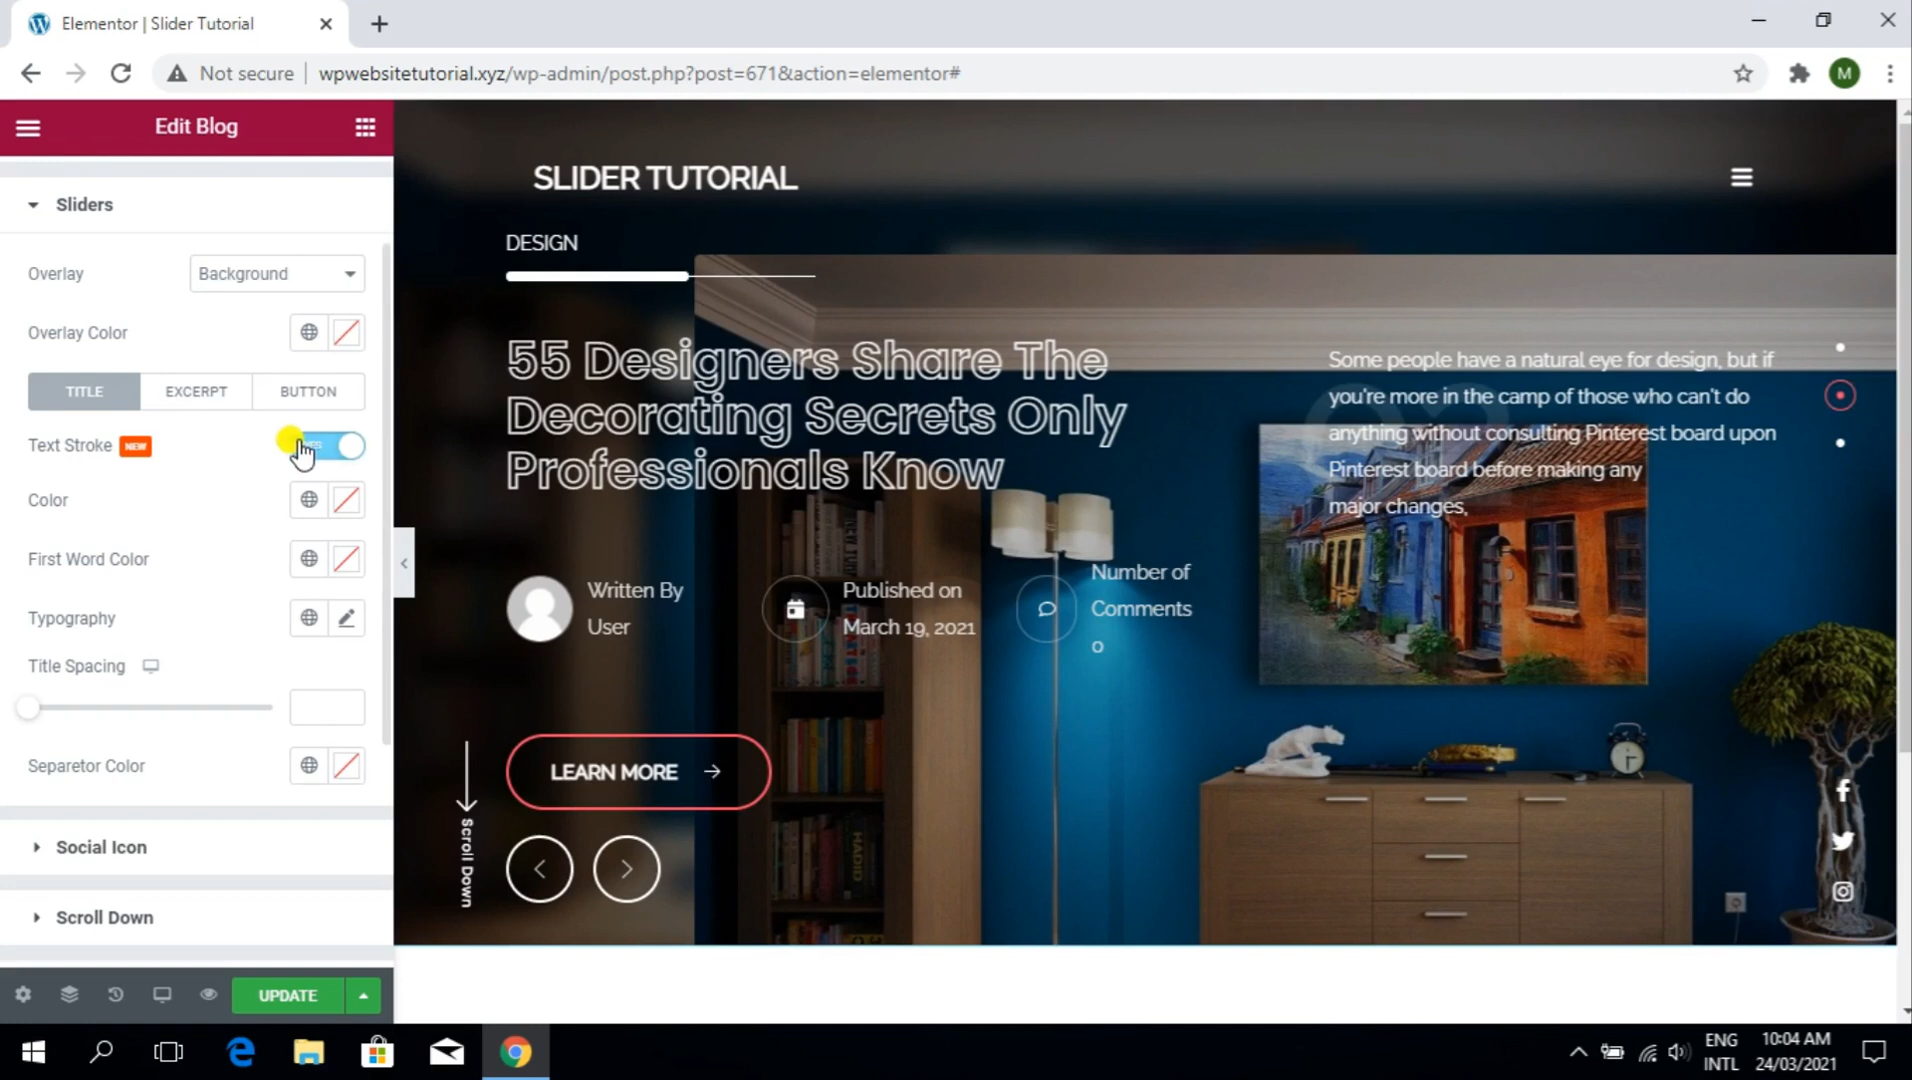 Elementor | Slider Tutorial
Not secure
wpwebsitetutorial.xyz/wp-admin/post.php?post=671&action=elementor#
M
Edit Blog
Sliders
Overlay
Background
Overlay Color
TITLE
EXCERPT
BUTTON
Text Stroke
NEW
Color
First Word Color
Typography
Title Spacing
Separetor Color
Social Icon
Scroll Down
UPDATE
SLIDER TUTORIAL
DESIGN
55 Designers Share The
Decorating Secrets Only
Professionals Know
Some people have a natural eye for design, but if
you're more in the camp of those who can't do
anything without consulting Pinterest board upon
Pinterest board before making any
major changes,
Written By
User
Published on
March 19, 2021
Number of
Comments
0
LEARN MORE
Scroll Down
ENG
INTL
10:04 AM
24/03/2021